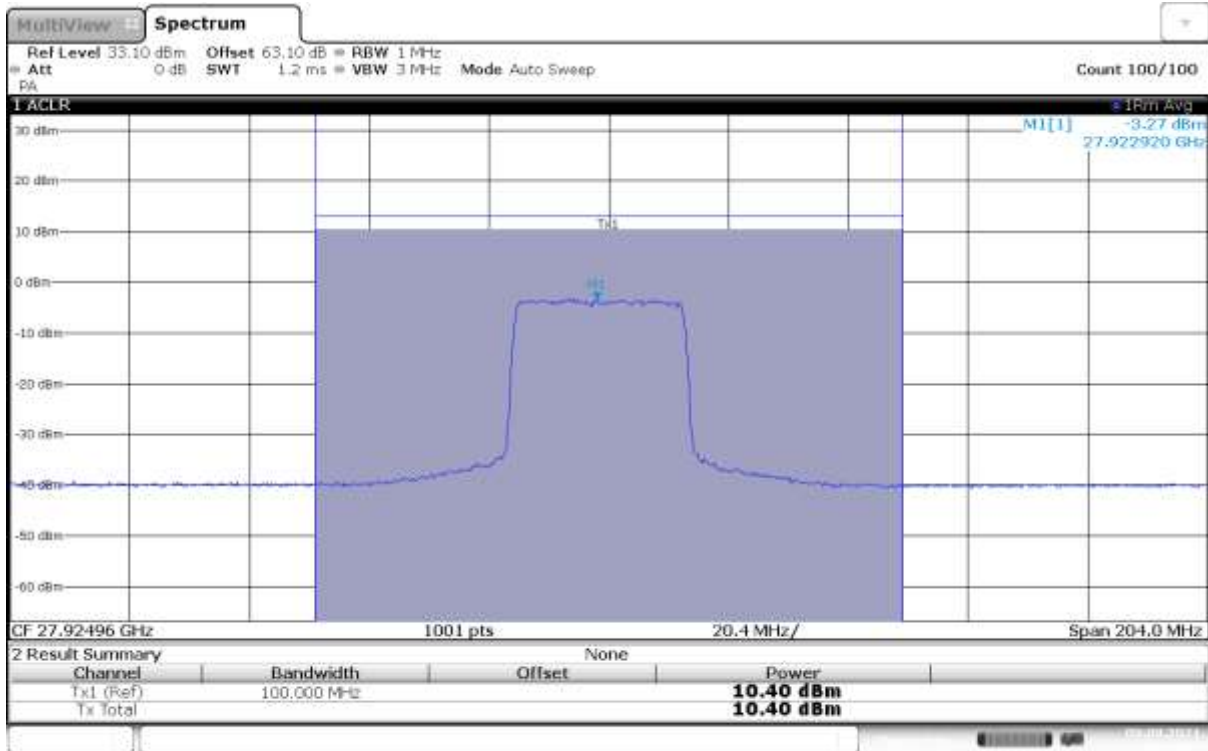 MultiView Spectrum
Ref Level 33.10 dBm Offset 63.10 dB RBW 1 MHz
Att 0 dB SWT 1.2 ms VBW 3 MHz Mode Auto Sweep Count 100/100
PA
1 ACLR 1Rm Avg
30 dBm M1[1] -3.27 dBm
27.922920 GHz
20 dBm
Tx1
10 dBm
0 dBm
M1
-10 dBm
-20 dBm
-30 dBm
-40 dBm
-50 dBm
-60 dBm
CF 27.92496 GHz 1001 pts 20.4 MHz/ Span 204.0 MHz
2 Result Summary None
Channel Bandwidth Offset Power
Tx1 (Ref) 100.000 MHz 10.40 dBm
Tx Total 10.40 dBm